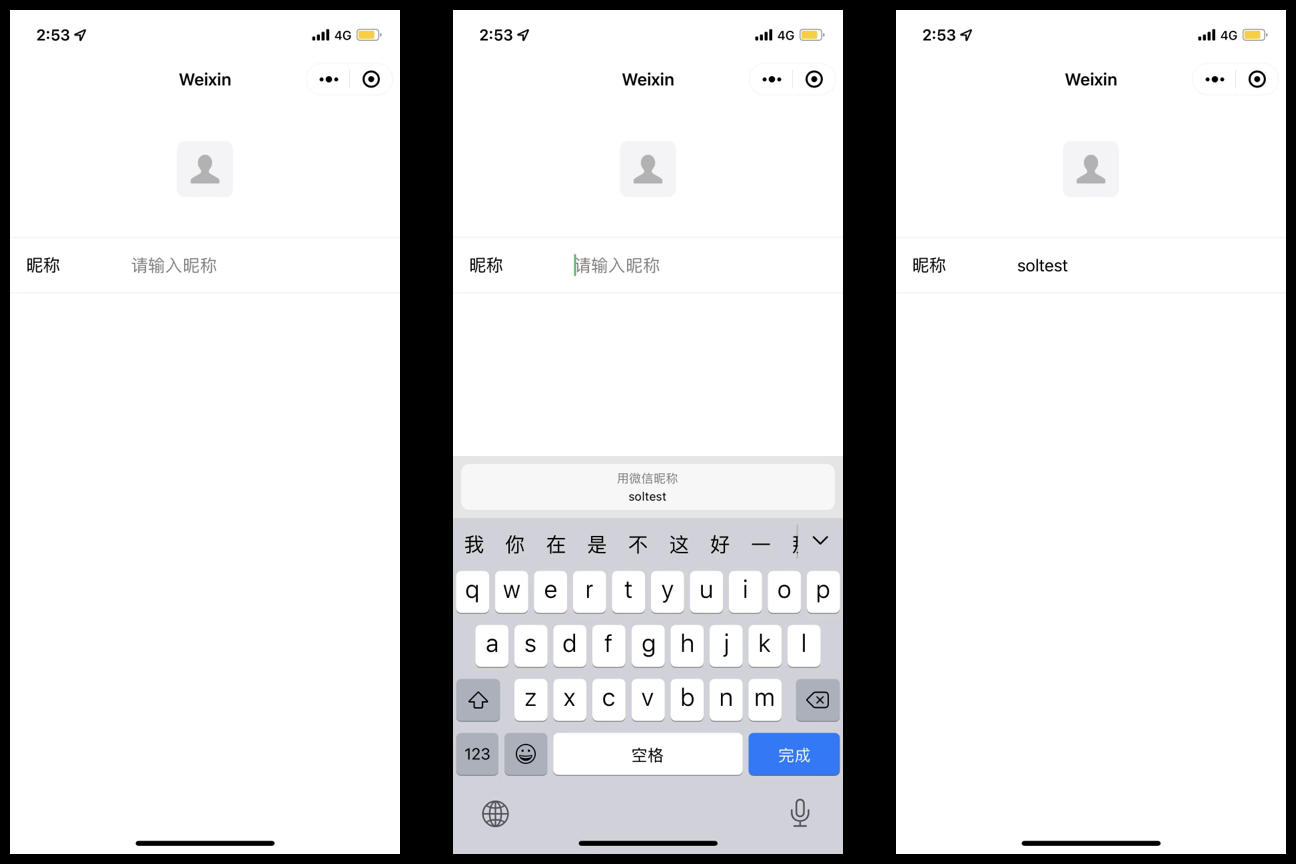 2:53
4G
Weixin
昵称
请输入昵称
2:53
4G
Weixin
昵称
请输入昵称
用微信昵称
soltest
我 你 在 是 不 这 好 一
q w e r t y u i o p
a s d f g h j k l
z x c v b n m
123
空格
完成
2:53
4G
Weixin
昵称
soltest